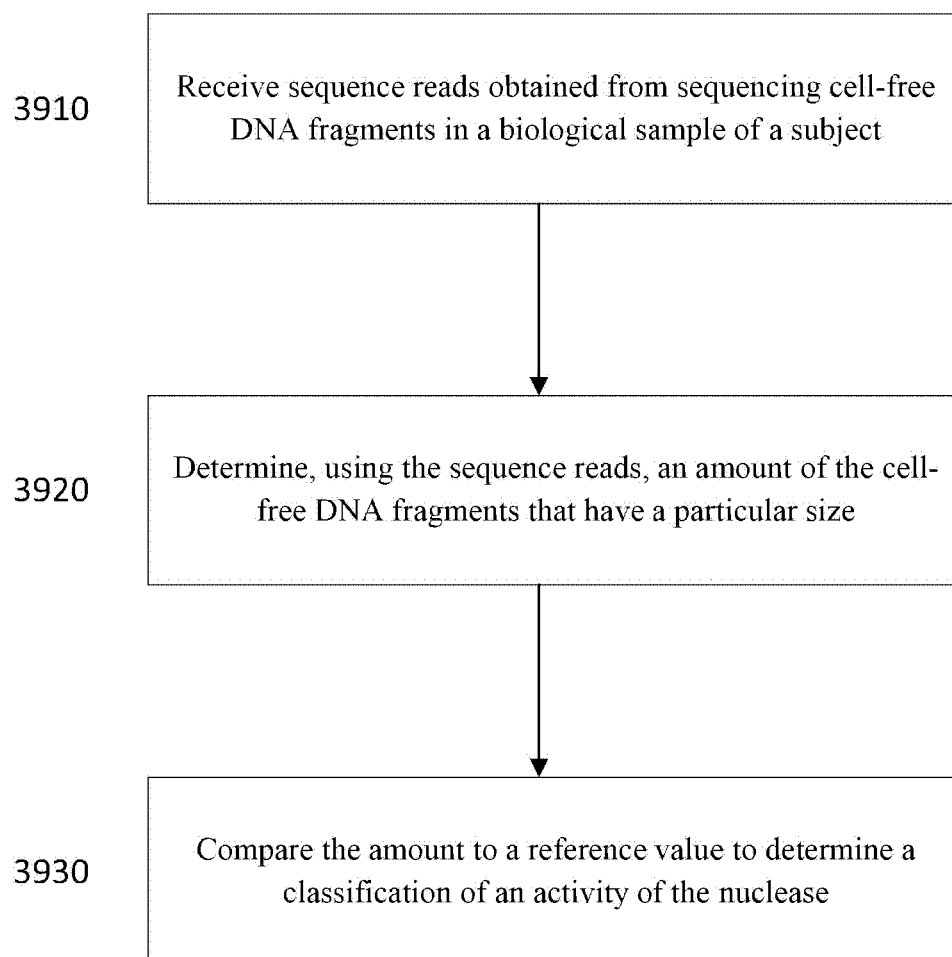 3910
Receive sequence reads obtained from sequencing cell-free
DNA fragments in a biological sample of a subject
3920
Determine, using the sequence reads, an amount of the cell-
free DNA fragments that have a particular size
3930
Compare the amount to a reference value to determine a
classification of an activity of the nuclease